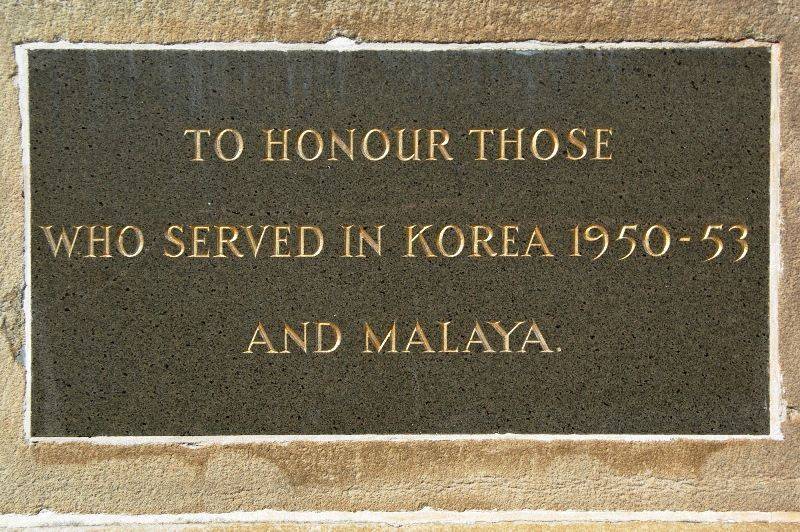 TO HONOUR THOSE
WHO SERVED IN KOREA 1950-53
AND MALAYA.